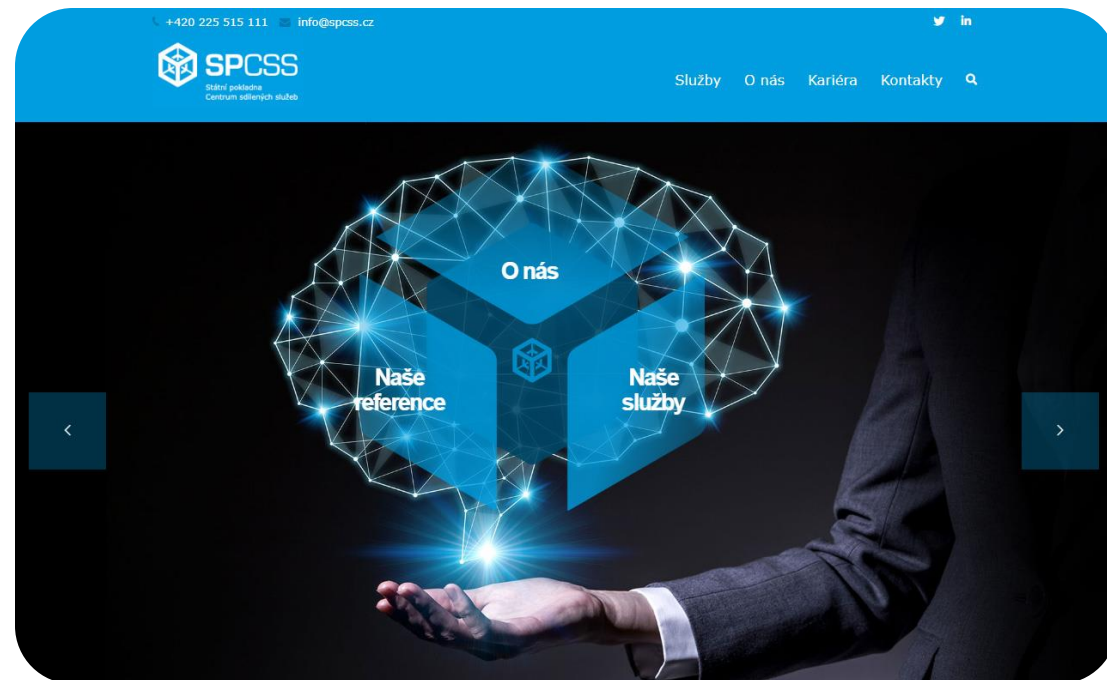 +420 225 515 111 info@spcss.cz
SPCSS
Státní pokladna
Centrum sdílených služeb
Služby O nás Kariéra Kontakty
O nás
Naše
reference
Naše
služby